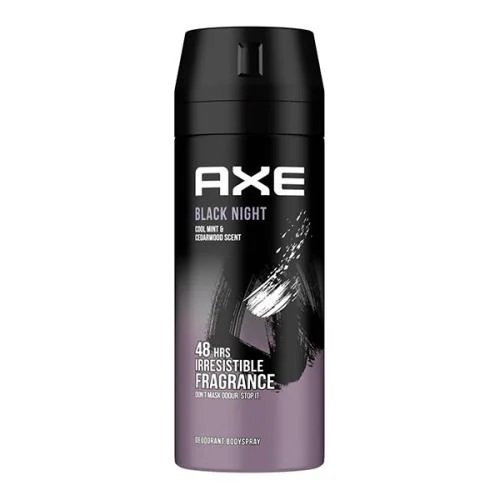 AXE
BLACK NIGHT
COOL MINT &
CEDARWOOD SCENT
48 HRS
IRRESISTIBLE
FRAGRANCE
DON'T MASK ODOUR. STOP IT
DEODORANT BODYSPRAY